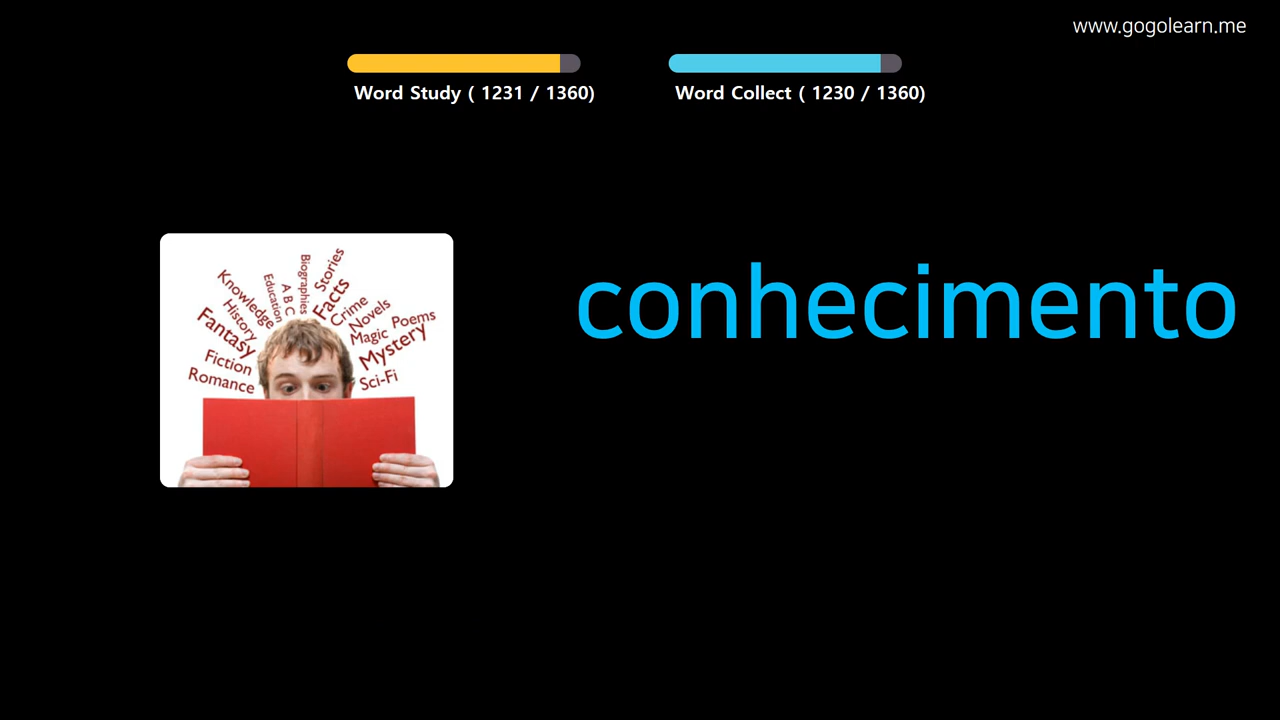 www.gogolearn.me
Word Study ( 1231 / 1360)
Word Collect ( 1230 / 1360)
conhecimento
Knowledge
History
Fantasy
Fiction
Romance
Education
A B C
Biographies
Stories
Facts
Crime
Novels
Magic
Poems
Mystery
Sci-Fi